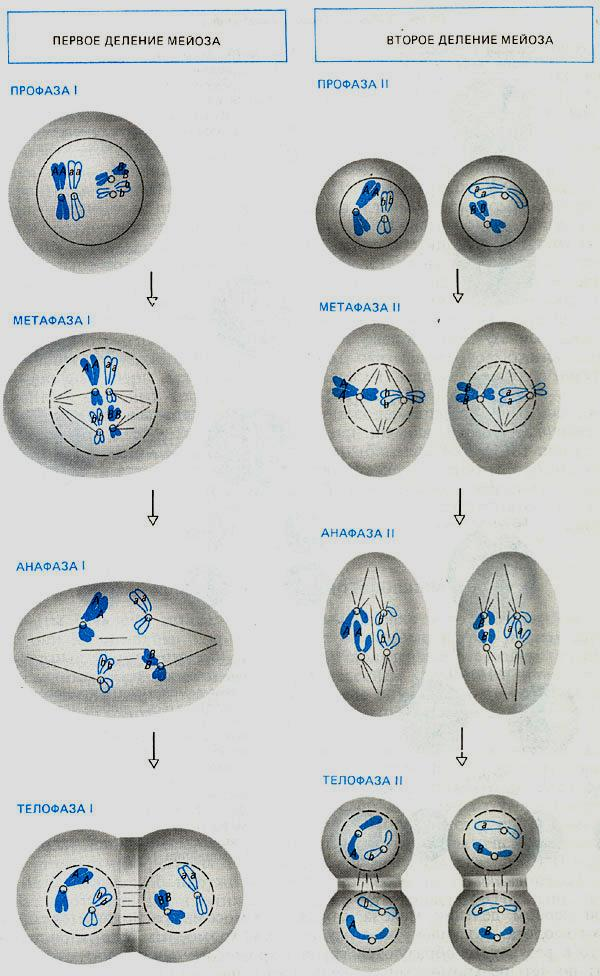 ПЕРВОЕ ДЕЛЕНИЕ МЕЙОЗА
ПРОФАЗА I
A A a a B B b b
МЕТАФАЗА I
A A a a
b b B B
АНАФАЗА I
A A a a
b b B B
ТЕЛОФАЗА I
A A b b B B a a
ВТОРОЕ ДЕЛЕНИЕ МЕЙОЗА
ПРОФАЗА II
A A b b a a B B
МЕТАФАЗА II
A A b b B B a a
АНАФАЗА II
A A b b B B a a
ТЕЛОФАЗА II
A b a B
A b a B